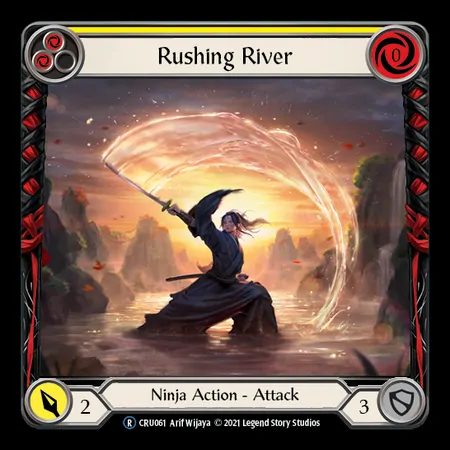 Rushing River
0
2
Ninja Action - Attack
3
R CRU061 Arif Wijaya © 2021 Legend Story Studios